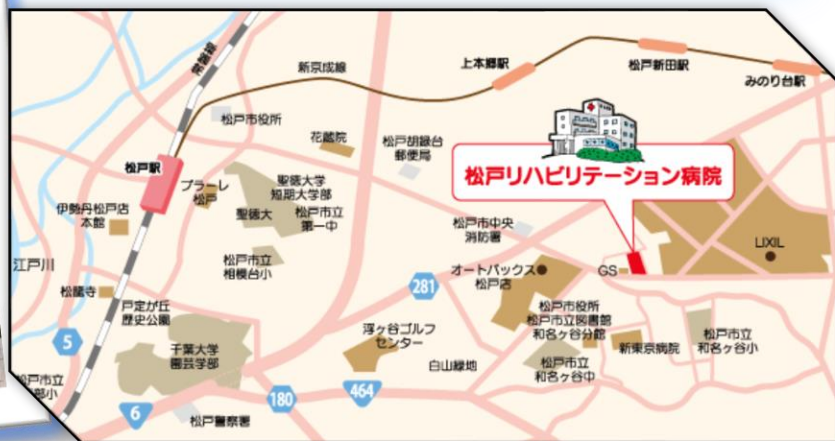 新京成線
上本郷駅
松戸新田駅
みのり台駅
松戸市役所
花蔵院
松戸胡録台
郵便局
松戸リハビリテーション病院
松戸駅
プラーレ
松戸
聖徳大学
短期大学部
聖徳大
松戸市立
第一中
伊勢丹松戸店
本館
松戸市中央
消防署
LIXIL
江戸川
松戸市立
相模台小
オートバックス
松戸店
GS
松龍寺
281
戸定が丘
歴史公園
松戸市役所
松戸市立図書館
和名ヶ谷分館
5
浮ヶ谷ゴルフ
センター
千葉大学
園芸学部
白山緑地
新東京病院
松戸市立
和名ヶ谷小
松戸市立
和名ヶ谷中
松戸市立
部小
6
180
464
松戸警察署